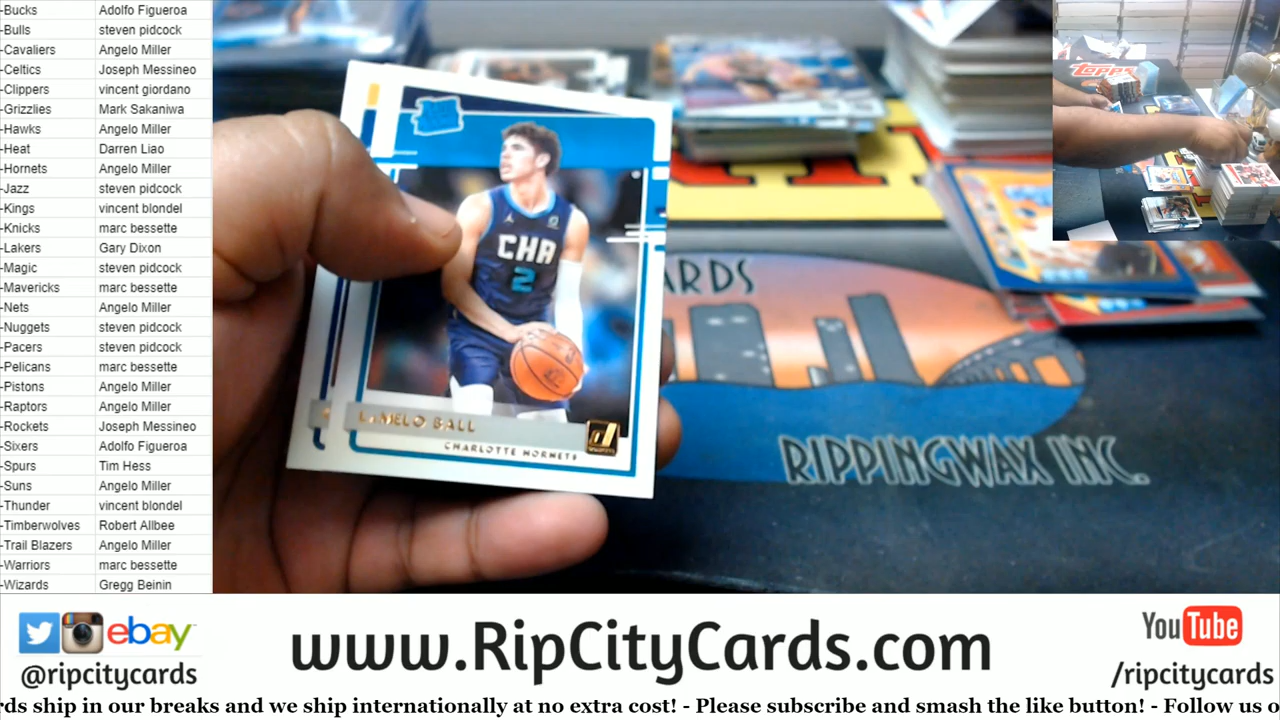 -Bucks Adolfo Figueroa
-Bulls steven pidcock
-Cavaliers Angelo Miller
-Celtics Joseph Messineo
-Clippers vincent giordano
-Grizzlies Mark Sakaniwa
-Hawks Angelo Miller
-Heat Darren Liao
-Hornets Angelo Miller
-Jazz steven pidcock
-Kings vincent blondel
-Knicks marc bessette
-Lakers Gary Dixon
-Magic steven pidcock
-Mavericks marc bessette
-Nets Angelo Miller
-Nuggets steven pidcock
-Pacers steven pidcock
-Pelicans marc bessette
-Pistons Angelo Miller
-Raptors Angelo Miller
-Rockets Joseph Messineo
-Sixers Adolfo Figueroa
-Spurs Tim Hess
-Suns Angelo Miller
-Thunder vincent blondel
-Timberwolves Robert Allbee
-Trail Blazers Angelo Miller
-Warriors marc bessette
-Wizards Gregg Beinin
CHA
2
LAMELO BALL
CHARLOTTE HORNETS
ARDS
RIPPINGWAX INC.
Topps
ebay
@ripcitycards
www.RipCityCards.com
YouTube
/ripcitycards
rds ship in our breaks and we ship internationally at no extra cost! - Please subscribe and smash the like button! - Follow us o